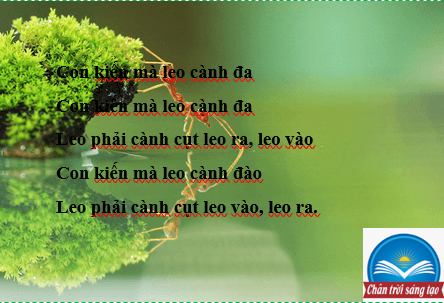 Con kiến mà leo cành đa
Con kiến mà leo cành đa
Leo phải cành cụt leo ra, leo vào
Con kiến mà leo cành đào
Leo phải cành cụt leo vào, leo ra.
Chân trời sáng tạo